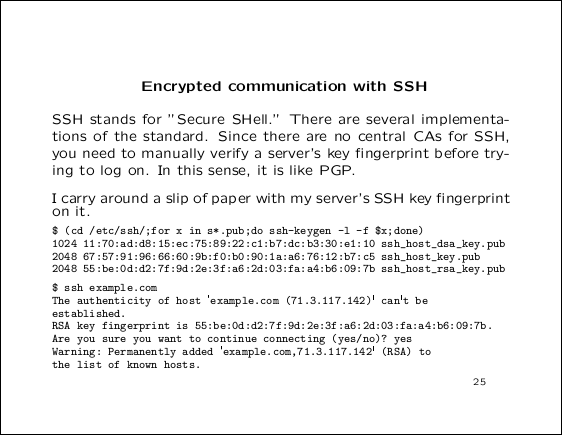 Encrypted communication with SSH
SSH stands for "Secure SHell." There are several implementa-
tions of the standard. Since there are no central CAs for SSH,
you need to manually verify a server's key fingerprint before try-
ing to log on. In this sense, it is like PGP.
I carry around a slip of paper with my server's SSH key fingerprint
on it.
$ (cd /etc/ssh/;for x in s*.pub;do ssh-keygen -l -f $x;done)
1024 11:70:ad:d8:15:ec:75:89:22:c1:b7:dc:b3:30:e1:10 ssh_host_dsa_key.pub
2048 67:57:91:96:66:60:9b:f0:b0:90:1a:a6:76:12:b7:c5 ssh_host_key.pub
2048 55:be:0d:d2:7f:9d:2e:3f:a6:2d:03:fa:a4:b6:09:7b ssh_host_rsa_key.pub
$ ssh example.com
The authenticity of host 'example.com (71.3.117.142)' can't be
established.
RSA key fingerprint is 55:be:0d:d2:7f:9d:2e:3f:a6:2d:03:fa:a4:b6:09:7b.
Are you sure you want to continue connecting (yes/no)? yes
Warning: Permanently added 'example.com,71.3.117.142' (RSA) to
the list of known hosts.
25